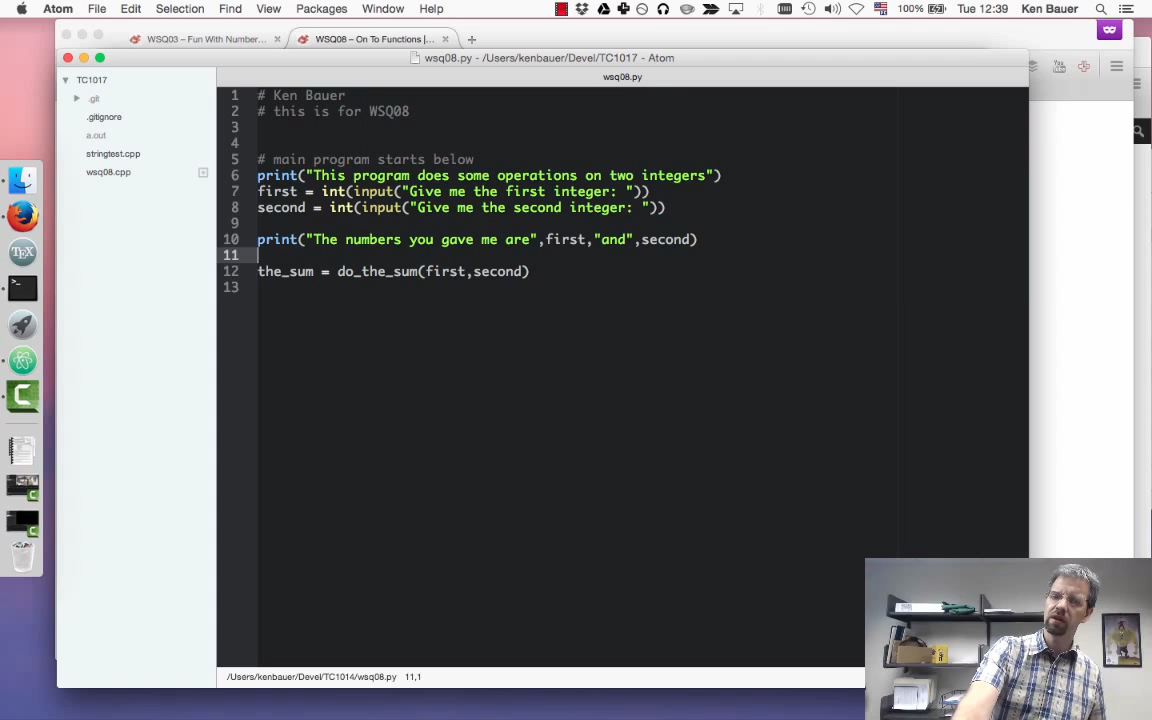 Atom File Edit Selection Find View Packages Window Help 100% Tue 12:39 Ken Bauer
WSQ03 – Fun With Number... WSQ08 – On To Functions |...
wsq08.py - /Users/kenbauer/Devel/TC1017 - Atom
TC1017
.git
.gitignore
a.out
stringtest.cpp
wsq08.cpp
wsq08.py
1 # Ken Bauer
2 # this is for WSQ08
3
4
5 # main program starts below
6 print("This program does some operations on two integers")
7 first = int(input("Give me the first integer: "))
8 second = int(input("Give me the second integer: "))
9
10 print("The numbers you gave me are",first,"and",second)
11
12 the_sum = do_the_sum(first,second)
13
/Users/kenbauer/Devel/TC1014/wsq08.py 11,1